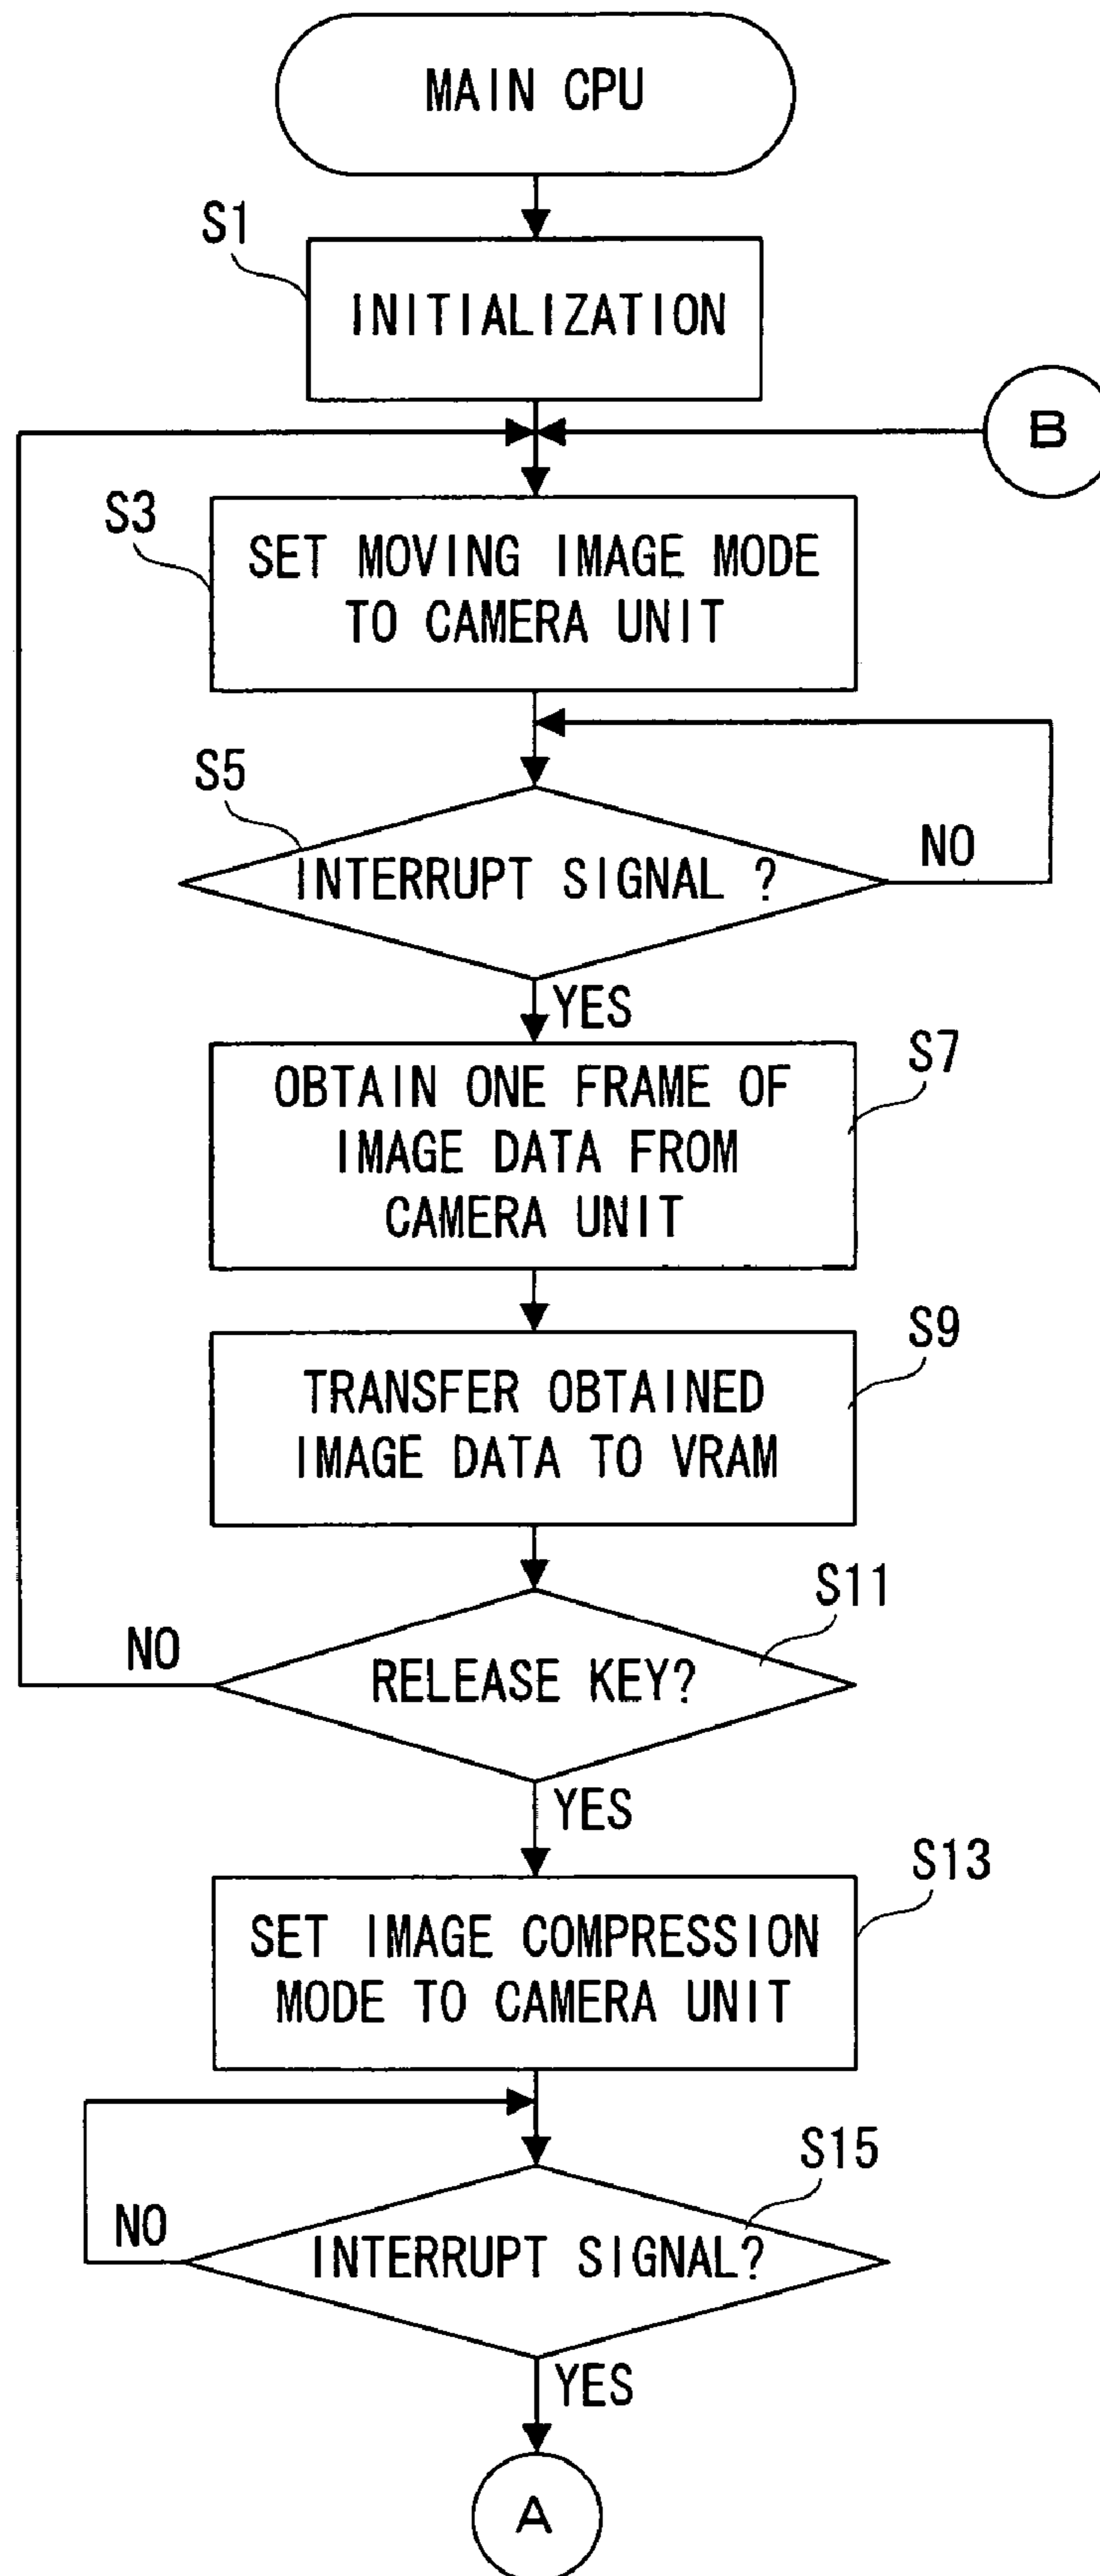 MAIN CPU
S1
INITIALIZATION
B
S3
SET MOVING IMAGE MODE
TO CAMERA UNIT
S5
INTERRUPT SIGNAL ?
NO
YES
S7
OBTAIN ONE FRAME OF
IMAGE DATA FROM
CAMERA UNIT
S9
TRANSFER OBTAINED
IMAGE DATA TO VRAM
S11
NO
RELEASE KEY?
YES
S13
SET IMAGE COMPRESSION
MODE TO CAMERA UNIT
S15
NO
INTERRUPT SIGNAL?
YES
A